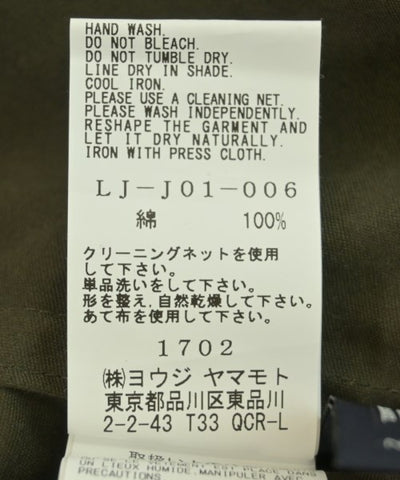 HAND WASH.
DO NOT BLEACH.
DO NOT TUMBLE DRY.
LINE DRY IN SHADE.
COOL IRON.
PLEASE USE A CLEANING NET.
PLEASE WASH INDEPENDENTLY.
RESHAPE THE GARMENT AND
LET IT DRY NATURALLY.
IRON WITH PRESS CLOTH.
LJ-J01-006
綿 100%
クリーニングネットを使用
して下さい。
単品洗いをして下さい。
形を整え,自然乾燥して下さい。
あて布を使用して下さい。
1702
㈱ヨウジ ヤマモト
東京都品川区東品川
2-2-43 T33 QCR-L
UN LIEUX HUMIDE.MANIPULER AVEC
PRECAUTIONS